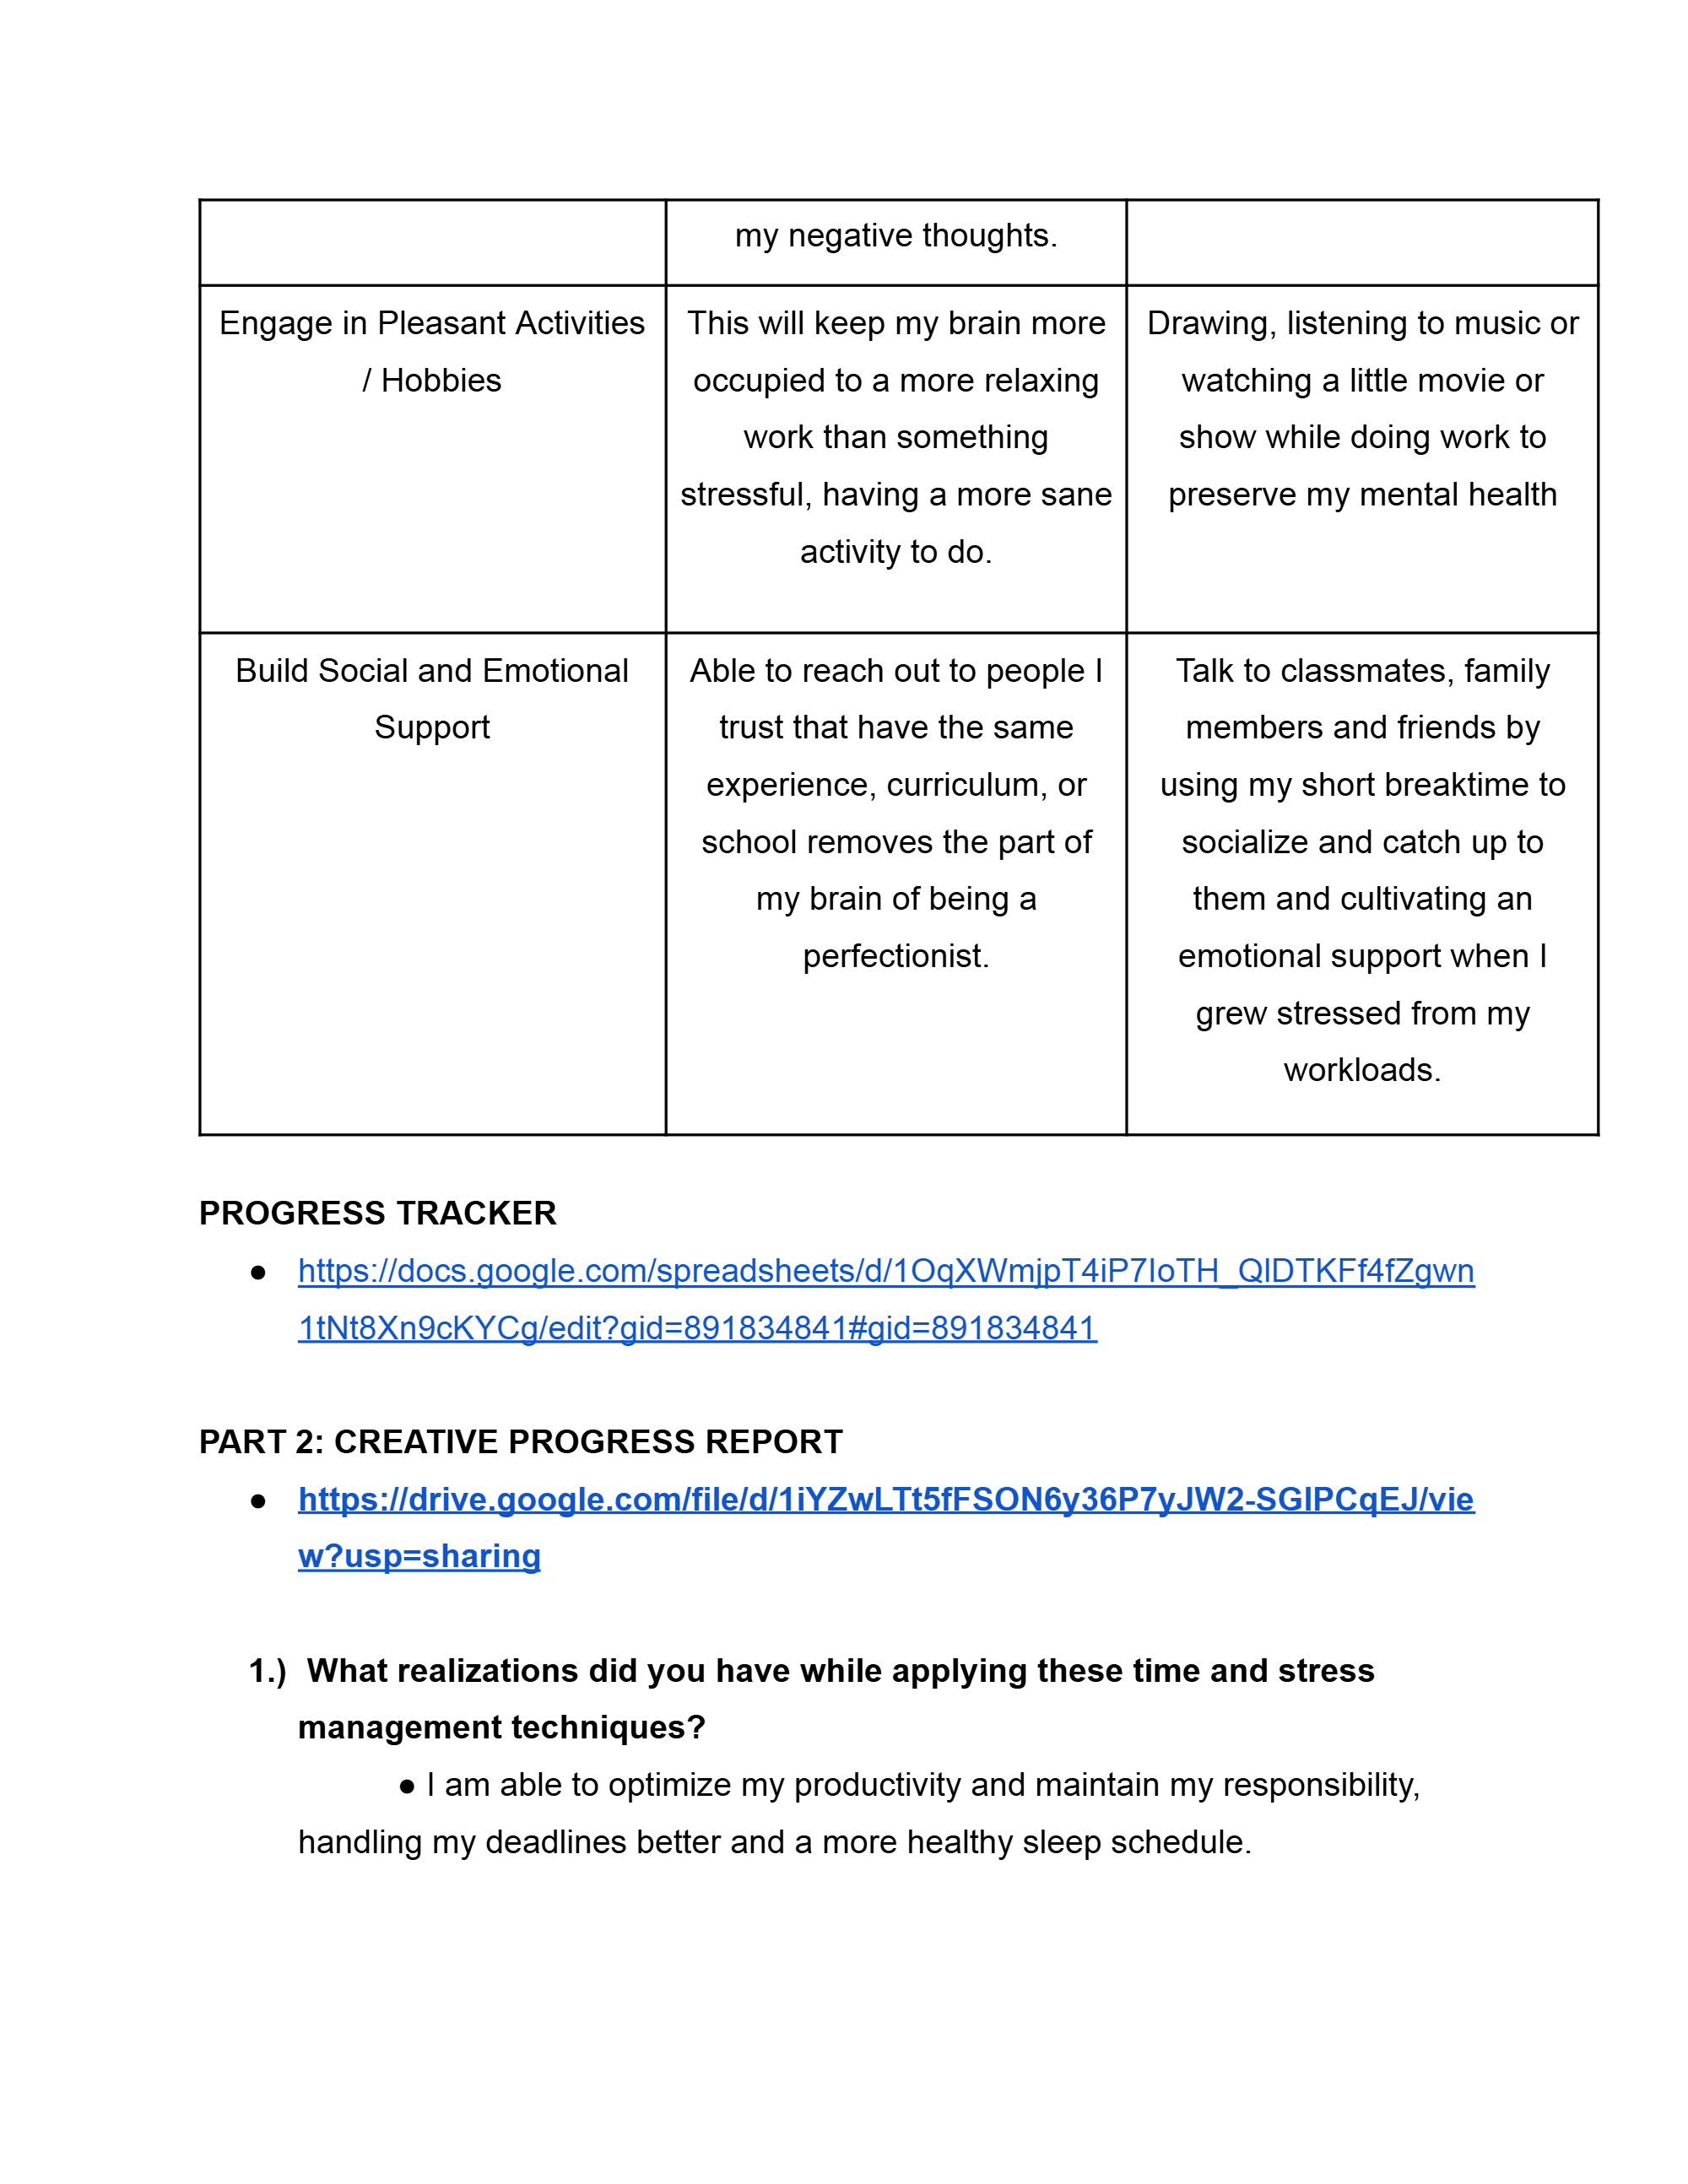 my negative thoughts.
Engage in Pleasant Activities
/ Hobbies
This will keep my brain more
occupied to a more relaxing
work than something
stressful, having a more sane
activity to do.
Drawing, listening to music or
watching a little movie or
show while doing work to
preserve my mental health
Build Social and Emotional
Support
Able to reach out to people I
trust that have the same
experience, curriculum, or
school removes the part of
my brain of being a
perfectionist.
Talk to classmates, family
members and friends by
using my short breaktime to
socialize and catch up to
them and cultivating an
emotional support when I
grew stressed from my
workloads.
PROGRESS TRACKER
● https://docs.google.com/spreadsheets/d/1OqXWmjpT4iP7IoTH_QlDTKFf4fZgwn
1tNt8Xn9cKYCg/edit?gid=891834841#gid=891834841
PART 2: CREATIVE PROGRESS REPORT
● https://drive.google.com/file/d/1iYZwLTt5fFSON6y36P7yJW2-SGlPCqEJ/vie
w?usp=sharing
1.) What realizations did you have while applying these time and stress
management techniques?
● I am able to optimize my productivity and maintain my responsibility,
handling my deadlines better and a more healthy sleep schedule.